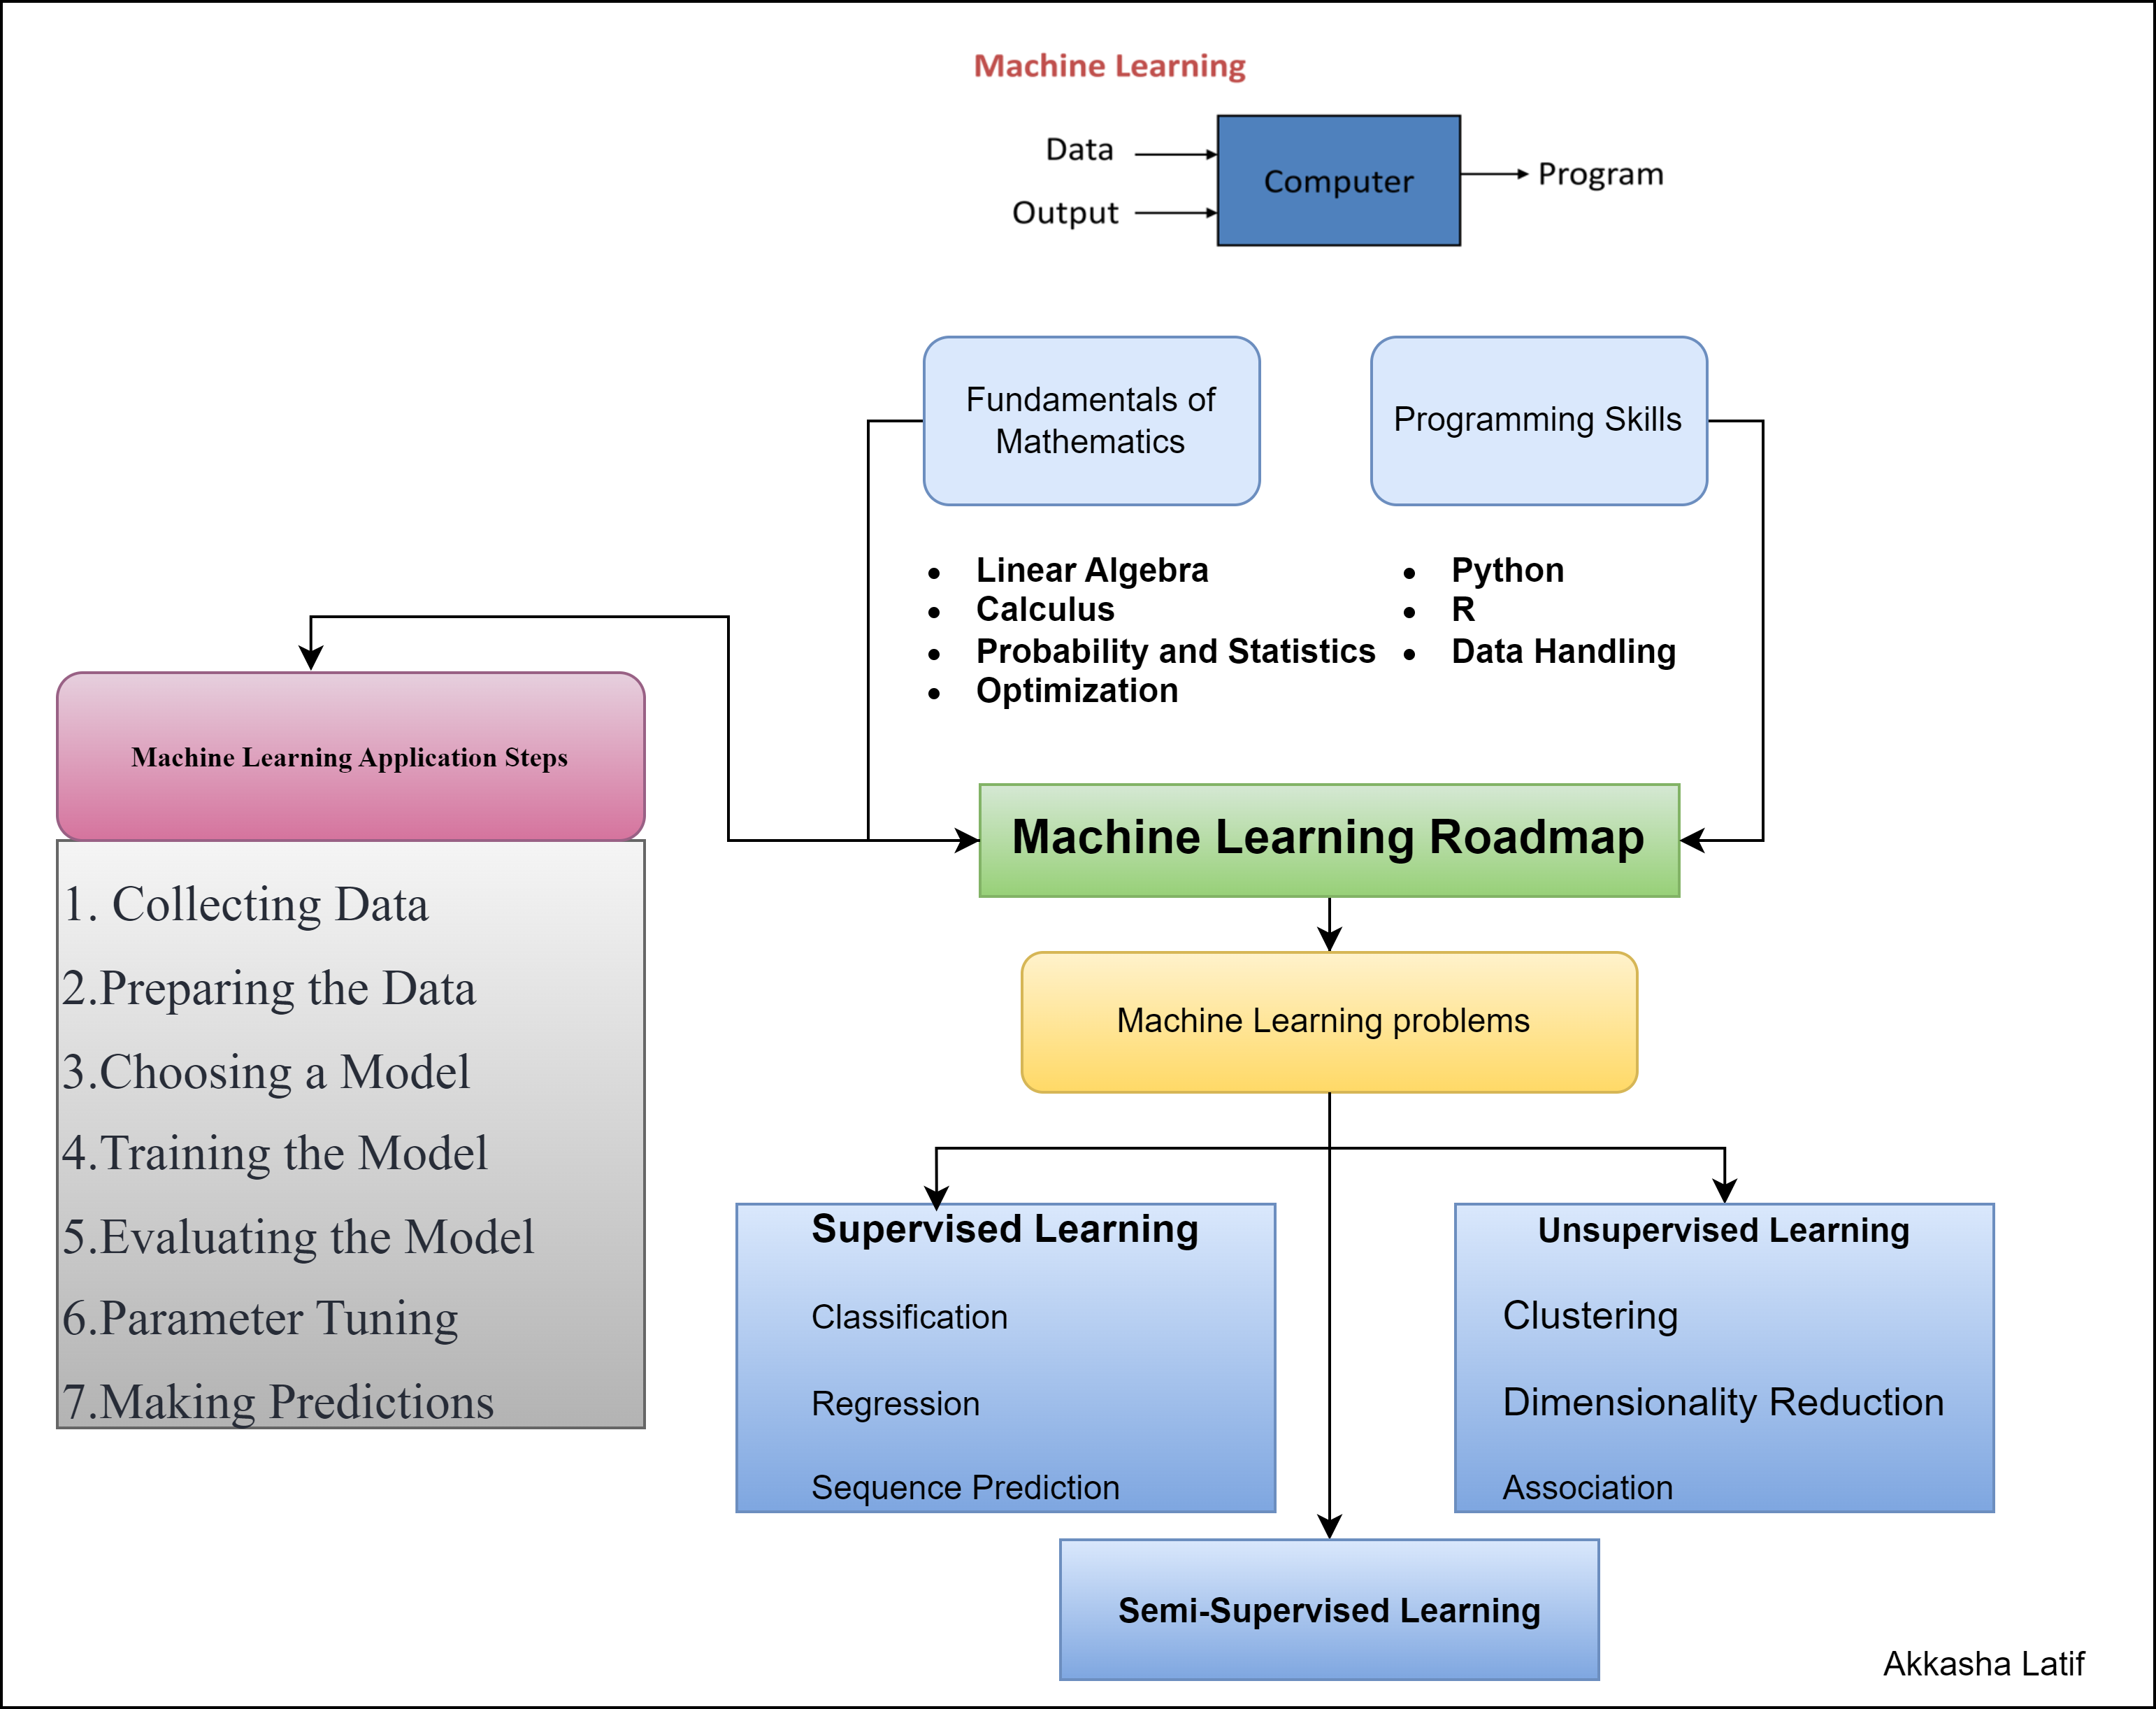 Machine Learning
Data
Output
Computer
Program
Fundamentals of
Mathematics
Programming Skills
Linear Algebra
Calculus
Probability and Statistics
Optimization
Python
R
Data Handling
Machine Learning Application Steps
1. Collecting Data
2.Preparing the Data
3.Choosing a Model
4.Training the Model
5.Evaluating the Model
6.Parameter Tuning
7.Making Predictions
Machine Learning Roadmap
Machine Learning problems
Supervised Learning
Classification
Regression
Sequence Prediction
Unsupervised Learning
Clustering
Dimensionality Reduction
Association
Semi-Supervised Learning
Akkasha Latif